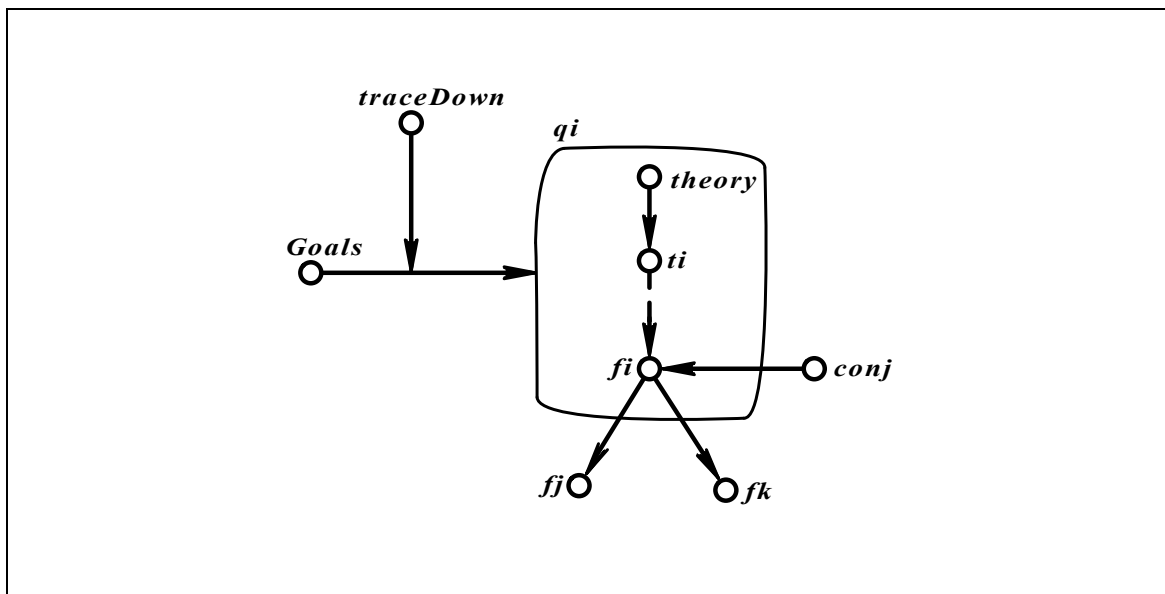 traceDown
qi
theory
Goals
ti
fi
conj
fj
fk